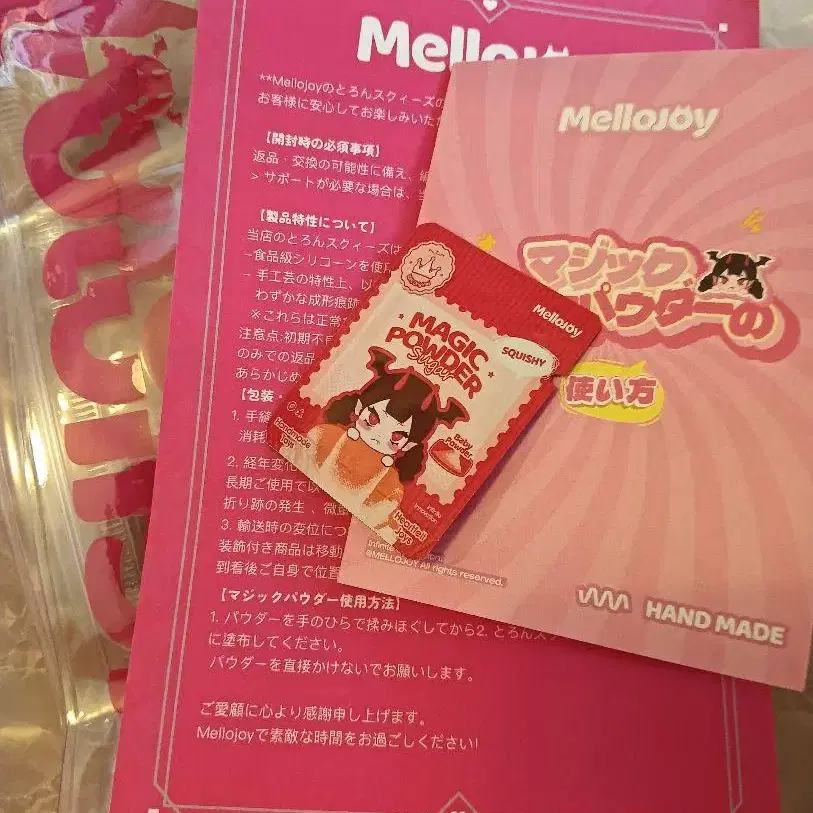 Mellojoy
**Mellojoyのとろんスクィーズの
お客様に安心してお楽しみいた
【開封時の必須事項】
返品・交換の可能性に備え、
> サポートが必要な場合は、
【製品特性について】
当店のとろんスクィーズは
-食品級シリコーンを使
- 手工芸の特性上、以
わずかな成形痕跡
※これらは正常
注意点:初期不
のみでの返品
あらかじめ
【包装・
1. 手縫
消耗
2. 経年変化
長期ご使用で以
折り跡の発生、微
3. 輸送時の変位につ
装飾付き商品は移動
到着後ご自身で位置
【マジックパウダー使用方法】
1. パウダーを手のひらで揉みほぐしてから2. とろんス
に塗布してください。
パウダーを直接かけないでお願いします。
ご愛顧に心より感謝申し上げます。
Mellojoyで素敵な時間をお過ごしください!
Mellojoy
マジック
パウダーの
使い方
Infinite
@MELLOJOY All rights reserved.
HAND MADE
Mellojoy
MAGIC
POWDER
Sugar
SQUISHY
Baby
Powder
Handmade
Toys
Infinite
Innovation
Heartfelt
Toys